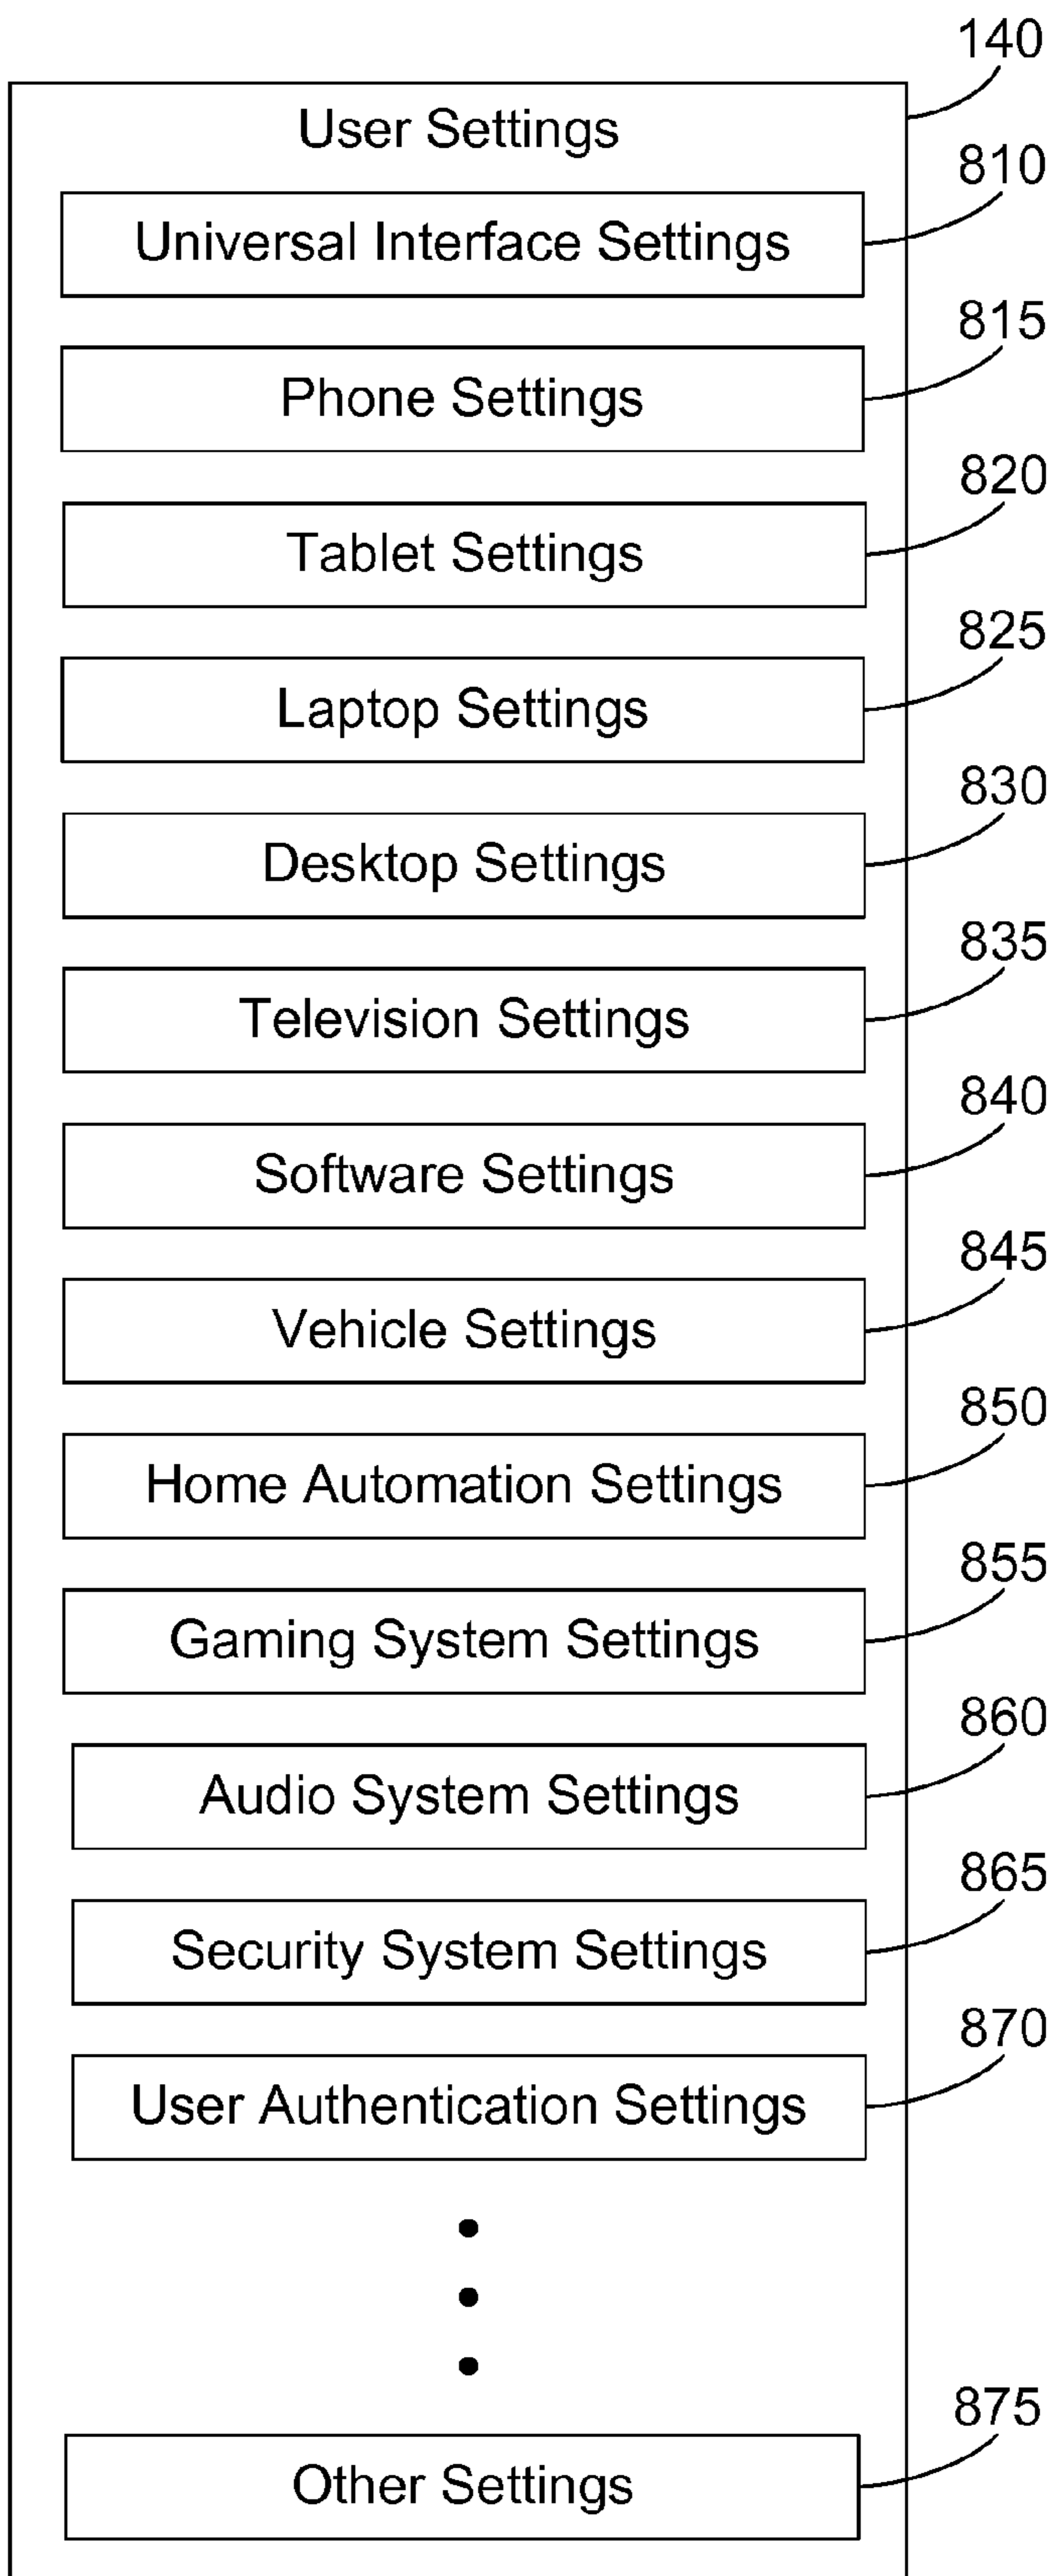 140
User Settings
810
Universal Interface Settings
815
Phone Settings
820
Tablet Settings
825
Laptop Settings
830
Desktop Settings
835
Television Settings
840
Software Settings
845
Vehicle Settings
850
Home Automation Settings
855
Gaming System Settings
860
Audio System Settings
865
Security System Settings
870
User Authentication Settings
875
Other Settings